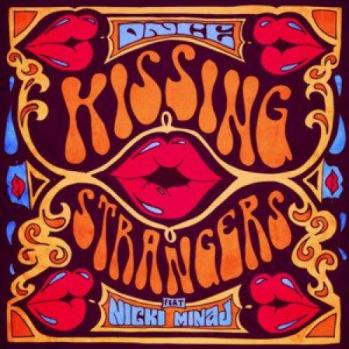 DNCE
KISSING
STRANGERS
FEAT
NICKI MINAJ